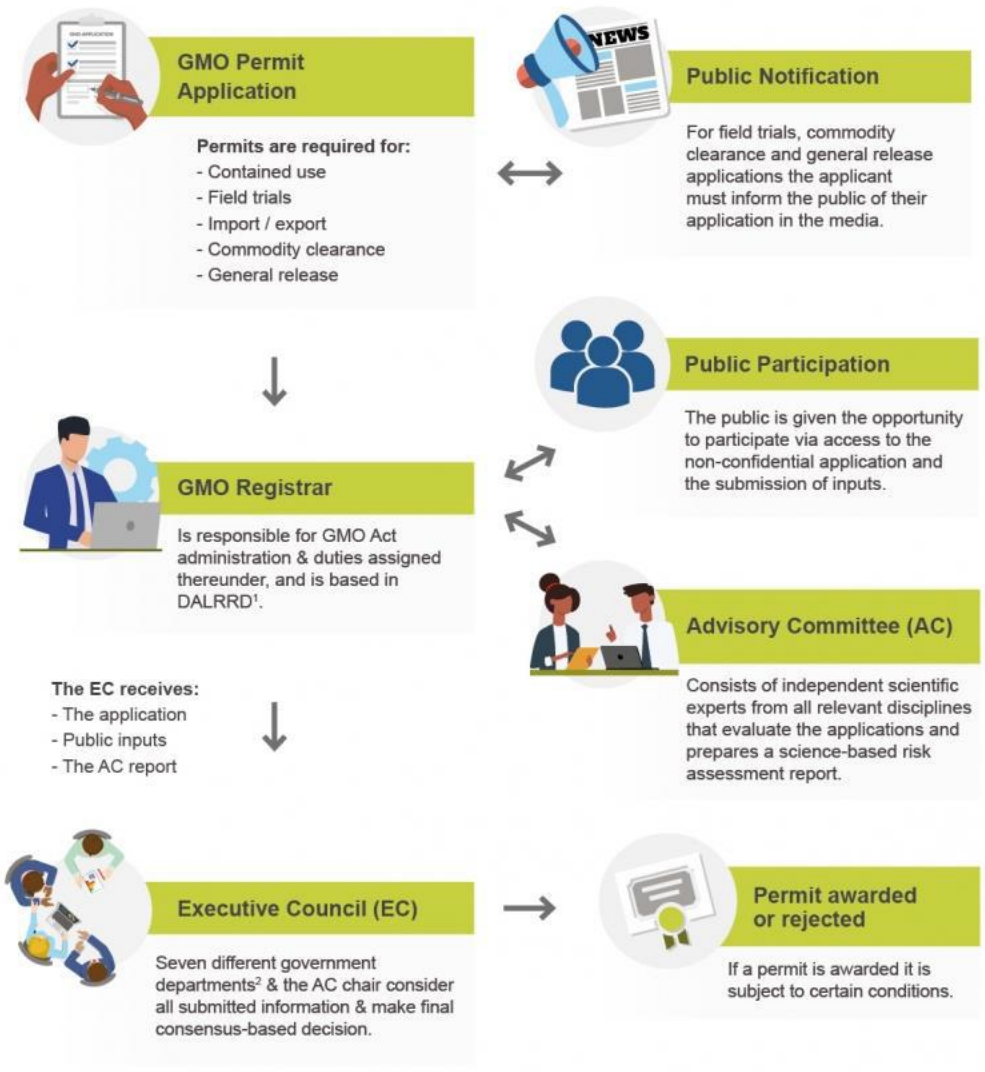 GMO APPLICATION
GMO Permit
Application
Permits are required for:
- Contained use
- Field trials
- Import / export
- Commodity clearance
- General release
NEWS
Public Notification
For field trials, commodity
clearance and general release
applications the applicant
must inform the public of their
application in the media.
Public Participation
The public is given the opportunity
to participate via access to the
non-confidential application and
the submission of inputs.
GMO Registrar
Is responsible for GMO Act
administration & duties assigned
thereunder, and is based in
DALRRD¹.
Advisory Committee (AC)
Consists of independent scientific
experts from all relevant disciplines
that evaluate the applications and
prepares a science-based risk
assessment report.
The EC receives:
- The application
- Public inputs
- The AC report
Executive Council (EC)
Seven different government
departments² & the AC chair consider
all submitted information & make final
consensus-based decision.
Permit awarded
or rejected
If a permit is awarded it is
subject to certain conditions.